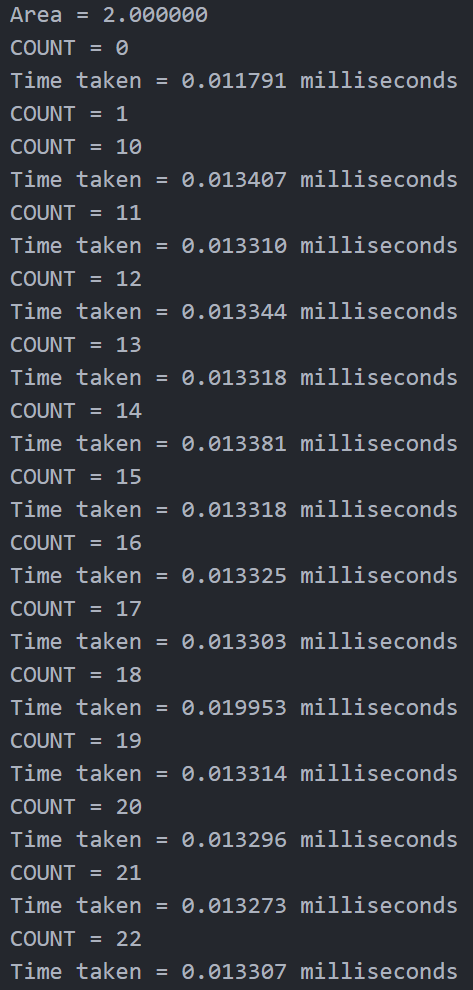 Area = 2.000000
COUNT = 0
Time taken = 0.011791 milliseconds
COUNT = 1
COUNT = 10
Time taken = 0.013407 milliseconds
COUNT = 11
Time taken = 0.013310 milliseconds
COUNT = 12
Time taken = 0.013344 milliseconds
COUNT = 13
Time taken = 0.013318 milliseconds
COUNT = 14
Time taken = 0.013381 milliseconds
COUNT = 15
Time taken = 0.013318 milliseconds
COUNT = 16
Time taken = 0.013325 milliseconds
COUNT = 17
Time taken = 0.013303 milliseconds
COUNT = 18
Time taken = 0.019953 milliseconds
COUNT = 19
Time taken = 0.013314 milliseconds
COUNT = 20
Time taken = 0.013296 milliseconds
COUNT = 21
Time taken = 0.013273 milliseconds
COUNT = 22
Time taken = 0.013307 milliseconds